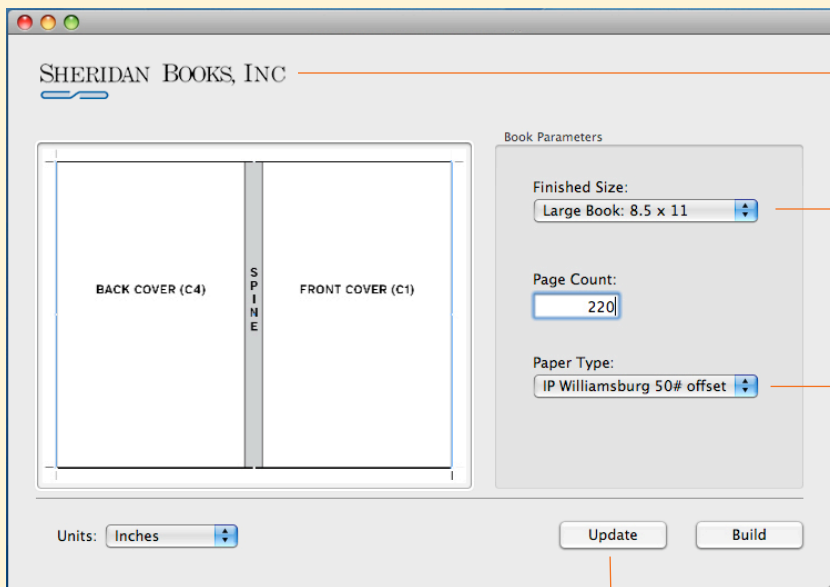 SHERIDAN BOOKS, INC
BACK COVER (C4)
SPINE
FRONT COVER (C1)
Book Parameters
Finished Size:
Large Book: 8.5 x 11
Page Count:
220
Paper Type:
IP Williamsburg 50# offset
Units: Inches
Update
Build